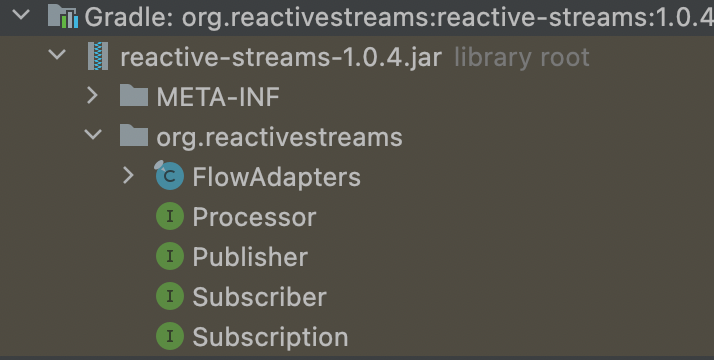 Gradle: org.reactivestreams:reactive-streams:1.0.4
reactive-streams-1.0.4.jar library root
META-INF
org.reactivestreams
C FlowAdapters
I Processor
I Publisher
I Subscriber
I Subscription